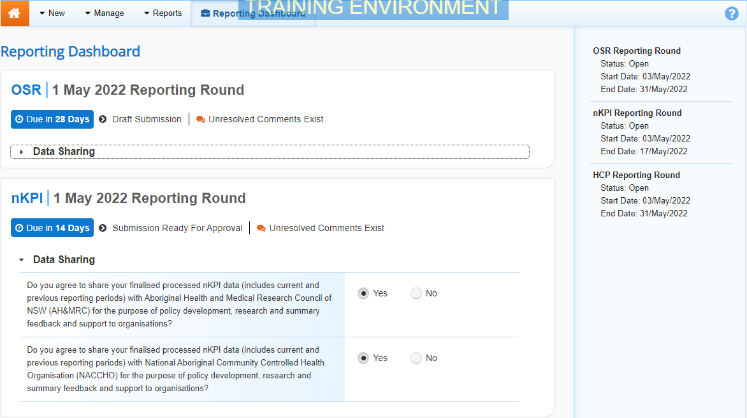 New
Manage
Reports
Reporting Dashboard
TRAINING ENVIRONMENT
Reporting Dashboard
OSR | 1 May 2022 Reporting Round
Due in 28 Days
Draft Submission
Unresolved Comments Exist
Data Sharing
nKPI | 1 May 2022 Reporting Round
Due in 14 Days
Submission Ready For Approval
Unresolved Comments Exist
Data Sharing
Do you agree to share your finalised processed nKPI data (includes current and
previous reporting periods) with Aboriginal Health and Medical Research Council of
NSW (AH&MRC) for the purpose of policy development, research and summary
feedback and support to organisations?
Yes
No
Do you agree to share your finalised processed nKPI data (includes current and
previous reporting periods) with National Aboriginal Community Controlled Health
Organisation (NACCHO) for the purpose of policy development, research and
summary feedback and support to organisations?
Yes
No
OSR Reporting Round
Status: Open
Start Date: 03/May/2022
End Date: 31/May/2022
nKPI Reporting Round
Status: Open
Start Date: 03/May/2022
End Date: 17/May/2022
HCP Reporting Round
Status: Open
Start Date: 03/May/2022
End Date: 31/May/2022